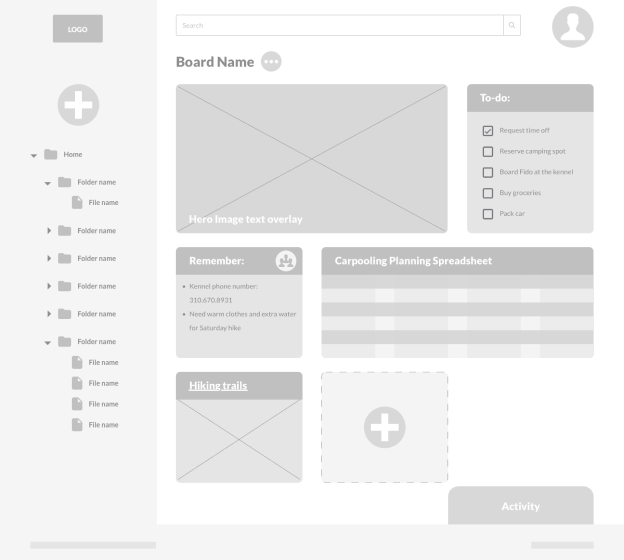 LOGO
Search
Board Name
Home
Folder name
File name
Folder name
Folder name
Folder name
Folder name
Folder name
File name
File name
File name
File name
Hero Image text overlay
To-do:
Request time off
Reserve camping spot
Board Fido at the kennel
Buy groceries
Pack car
Remember:
Kennel phone number:
310.670.8931
Need warm clothes and extra water
for Saturday hike
Carpooling Planning Spreadsheet
Hiking trails
Activity